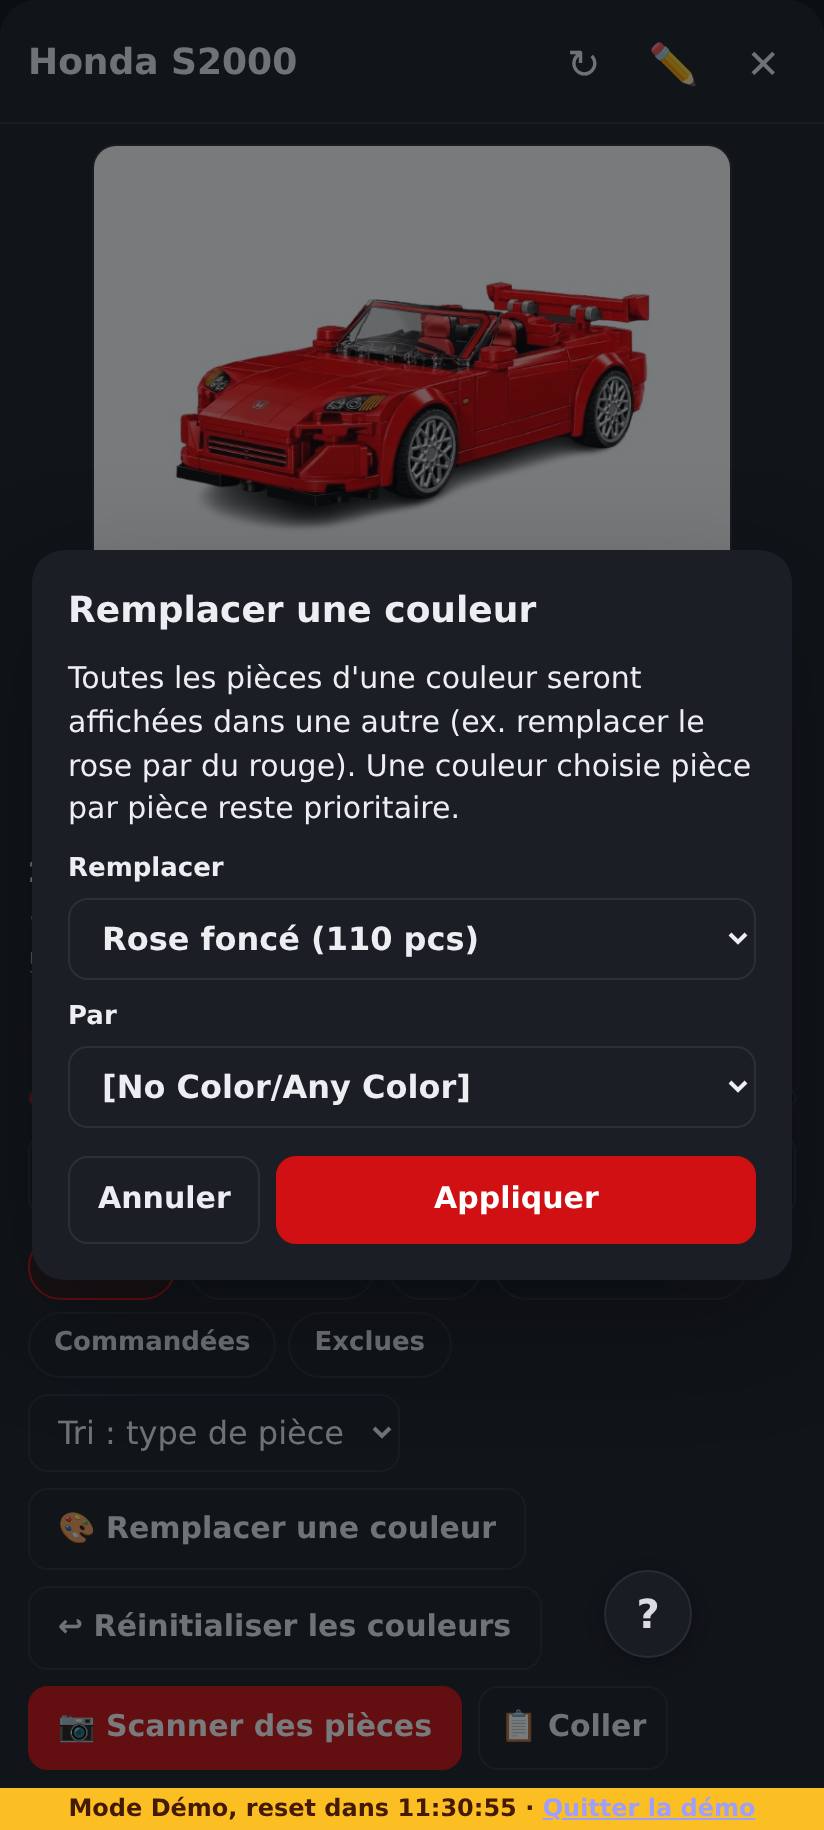 Honda S2000
Remplacer une couleur
Toutes les pièces d'une couleur seront
affichées dans une autre (ex. remplacer le
rose par du rouge). Une couleur choisie pièce
par pièce reste prioritaire.
Remplacer
Rose foncé (110 pcs)
Par
[No Color/Any Color]
Annuler Appliquer
Commandées Exclues
Tri : type de pièce
Remplacer une couleur
Réinitialiser les couleurs
?
Scanner des pièces Coller
Mode Démo, reset dans 11:30:55 · Quitter la démo